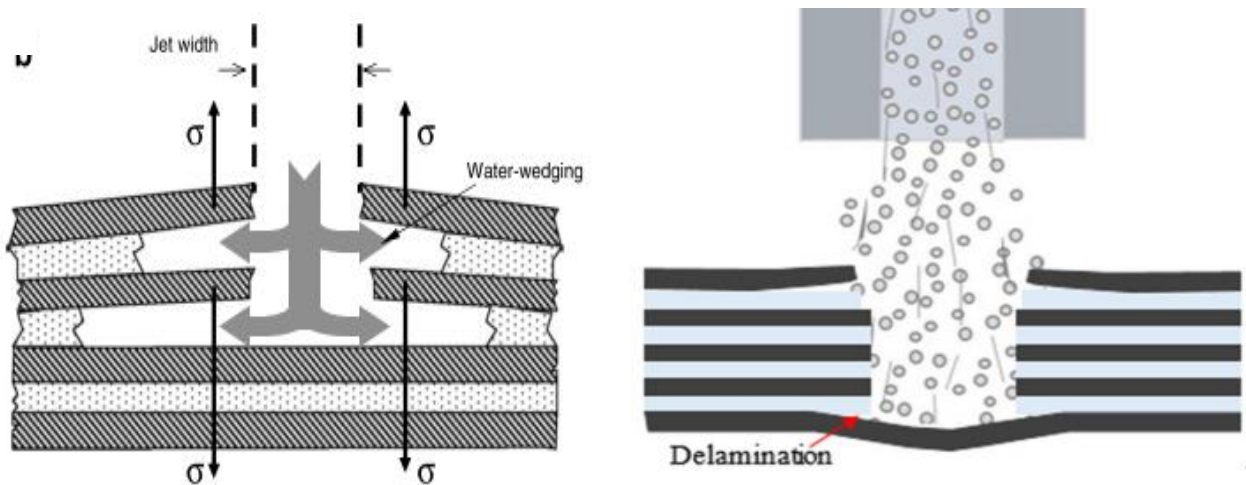 Jet width
σ
σ
Water-wedging
σ
σ
Delamination